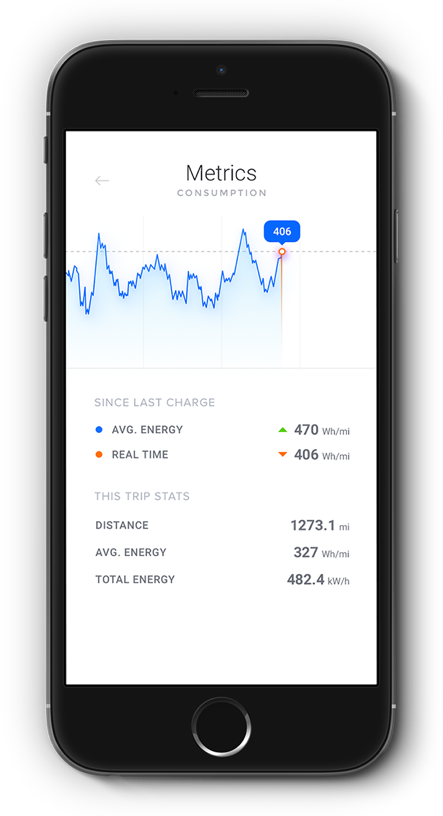 Metrics
CONSUMPTION
406
SINCE LAST CHARGE
AVG. ENERGY 470 Wh/mi
REAL TIME 406 Wh/mi
THIS TRIP STATS
DISTANCE 1273.1 mi
AVG. ENERGY 327 Wh/mi
TOTAL ENERGY 482.4 kW/h